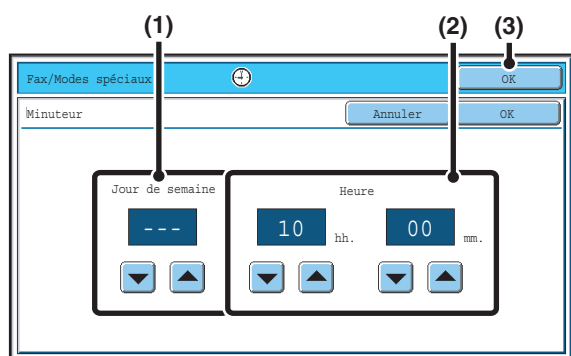 (1) (2) (3)
Fax/Modes spéciaux OK
Minuteur Annuler OK
Jour de semaine Heure
--- 10 hh. 00 mm.